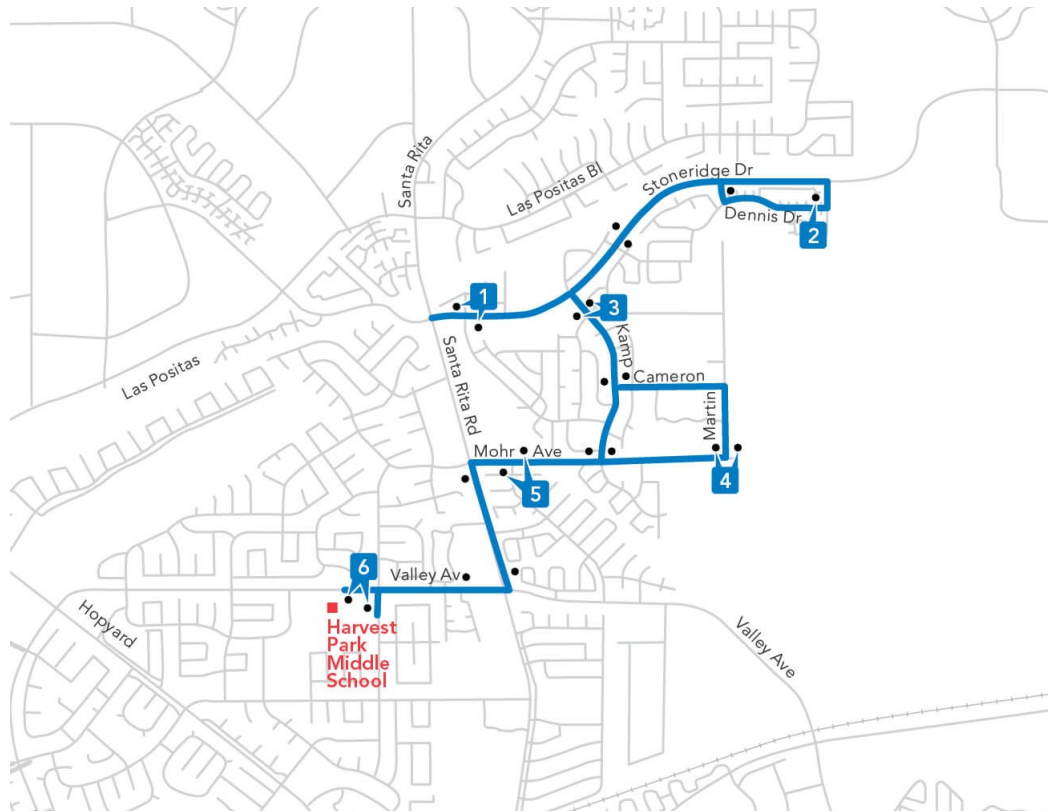 Santa Rita
Las Positas Bl
Stoneridge Dr
Dennis Dr
2
1
3
Las Positas
Santa Rita Rd
Kamp
Cameron
Martin
Mohr Ave
4
5
6
Valley Av
Harvest
Park
Middle
School
Hopyard
Valley Ave